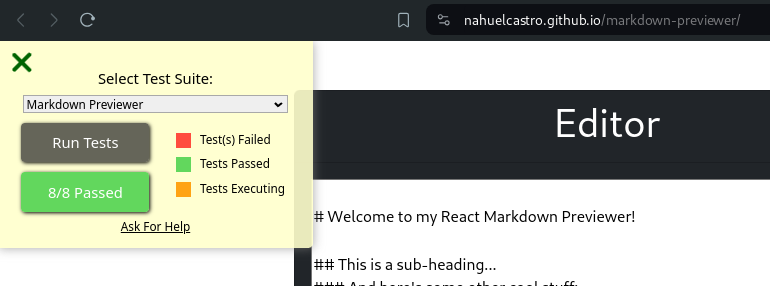 nahuelcastro.github.io/markdown-previewer/
Select Test Suite:
Markdown Previewer
Run Tests
Test(s) Failed
Tests Passed
8/8 Passed
Tests Executing
Ask For Help
Editor
# Welcome to my React Markdown Previewer!
## This is a sub-heading...
### And here's some other cool stuff: